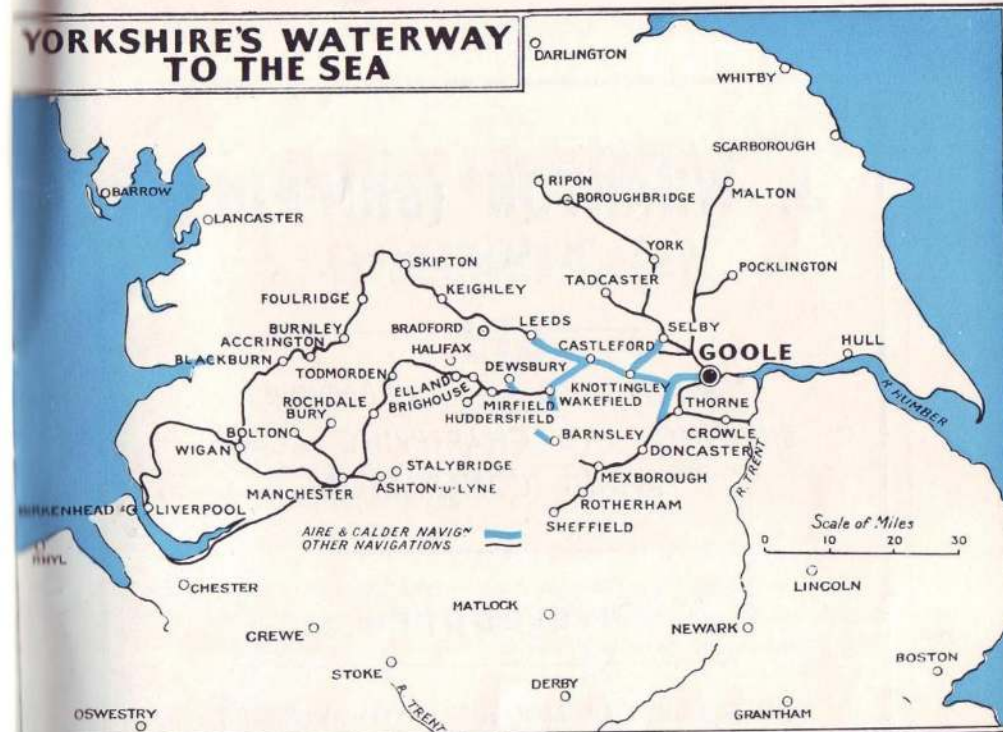 YORKSHIRE'S WATERWAY
TO THE SEA
DARLINGTON
WHITBY
SCARBOROUGH
BARROW
LANCASTER
RIPON
BOROUGHBRIDGE
MALTON
YORK
SKIPTON
TADCASTER
POCKLINGTON
KEIGHLEY
FOULRIDGE
LEEDS
SELBY
BURNLEY
BRADFORD
ACCRINGTON
CASTLEFORD
GOOLE
HULL
BLACKBURN
HALIFAX
DEWSBURY
TODMORDEN
ELLAND
KNOTTINGLEY
R. HUMBER
BRIGHOUSE
MIRFIELD
WAKEFIELD
THORNE
ROCHDALE
BURY
HUDDERSFIELD
BOLTON
BARNSLEY
CROWLE
WIGAN
DONCASTER
STALYBRIDGE
MEXBOROUGH
R. TRENT
MANCHESTER
ASHTON-U-LYNE
ROTHERHAM
BIRKENHEAD
LIVERPOOL
SHEFFIELD
AIRE & CALDER NAVIGN
OTHER NAVIGATIONS
Scale of Miles
0 10 20 30
RHYL
CHESTER
LINCOLN
MATLOCK
CREWE
NEWARK
STOKE
BOSTON
DERBY
R. TRENT
OSWESTRY
GRANTHAM